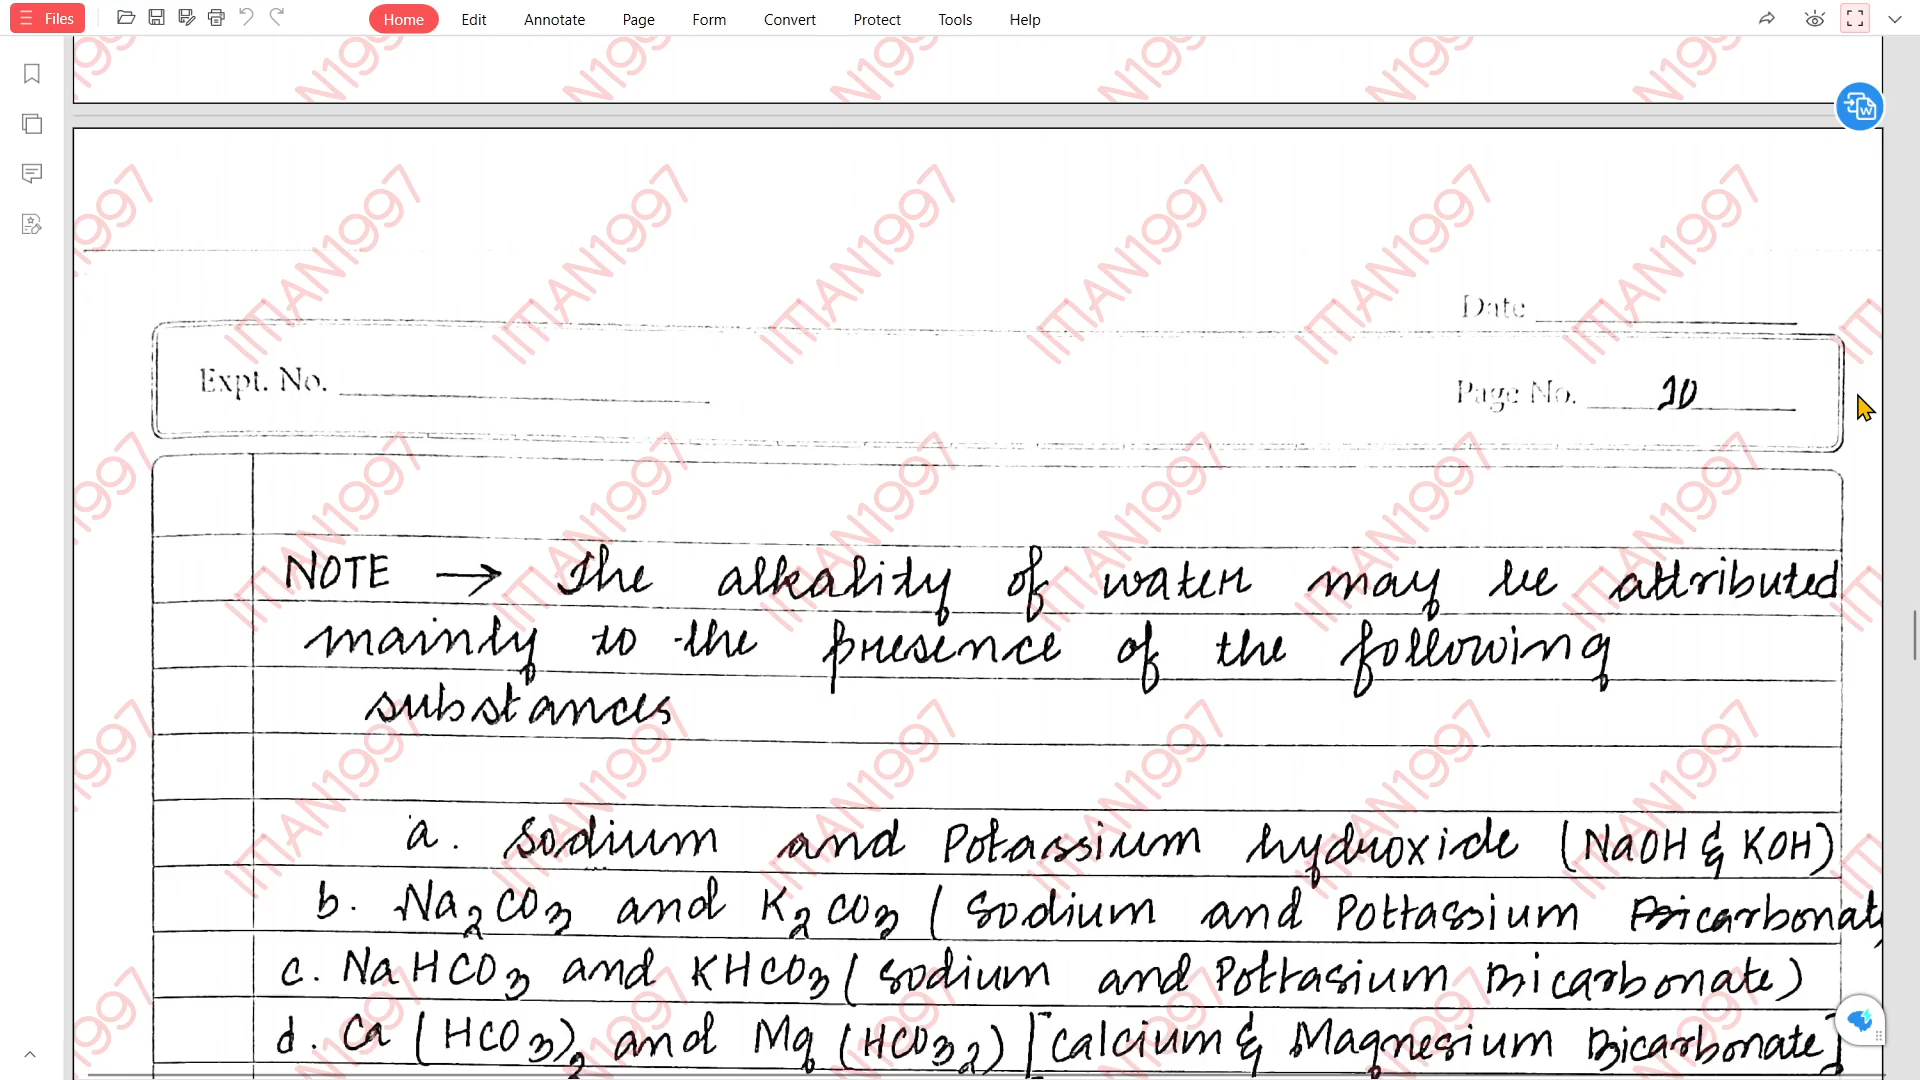 Files Home Edit Annotate Page Form Convert Protect Tools Help
Date
Expt. No.
Page No. 10
NOTE → The alkality of water may be attributed
mainly to the presence of the following
substances
a. Sodium and Potassium hydroxide (NaOH & KOH)
b. Na2CO3 and K2CO3 (Sodium and Pottassium Bicarbonat
c. NaHCO3 and KHCO3 (Sodium and Pottasium Bicarbonate)
d. Ca (HCO3)2 and Mg (HCO32) [Calcium & Magnesium Bicarbonate]
IMAN1997